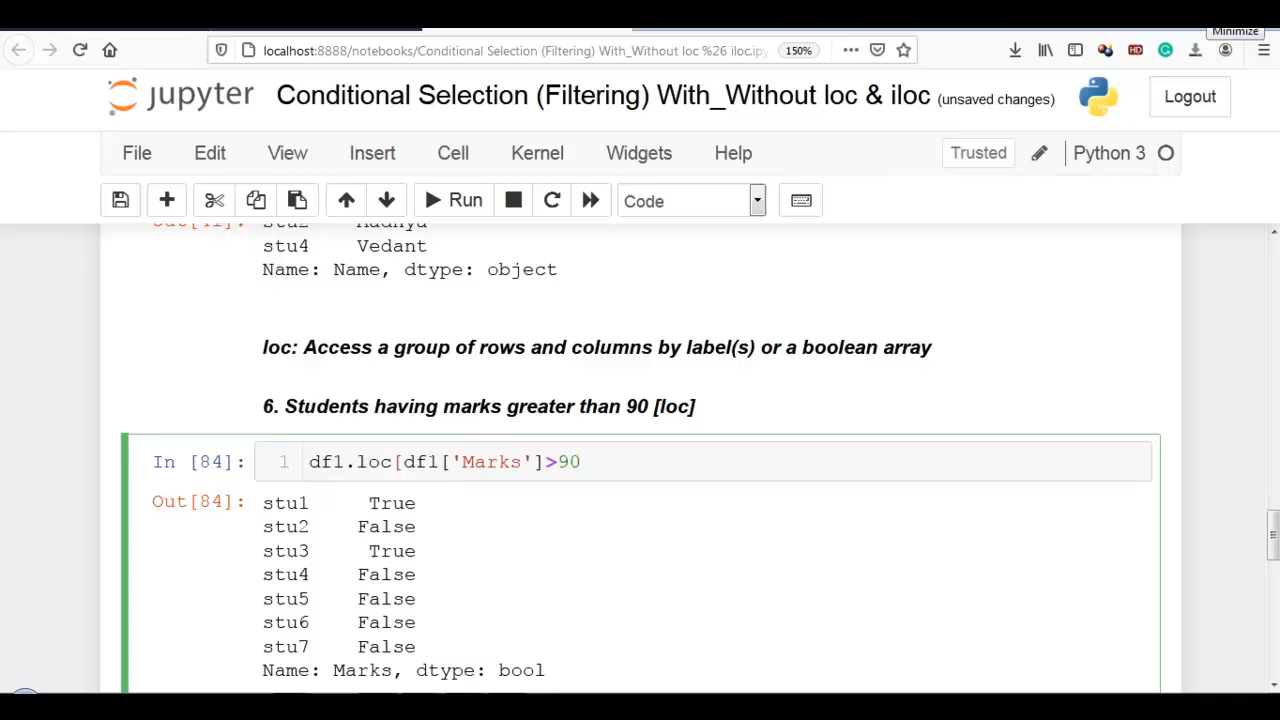 Minimize
localhost:8888/notebooks/Conditional Selection (Filtering) With_Without loc %26 iloc.ipy
150%
jupyter Conditional Selection (Filtering) With_Without loc & iloc (unsaved changes)
Logout
File Edit View Insert Cell Kernel Widgets Help
Trusted Python 3
Run Code
stu4 Vedant
Name: Name, dtype: object
loc: Access a group of rows and columns by label(s) or a boolean array
6. Students having marks greater than 90 [loc]
In [84]: 1 df1.loc[df1['Marks']>90
Out[84]: stu1 True
stu2 False
stu3 True
stu4 False
stu5 False
stu6 False
stu7 False
Name: Marks, dtype: bool